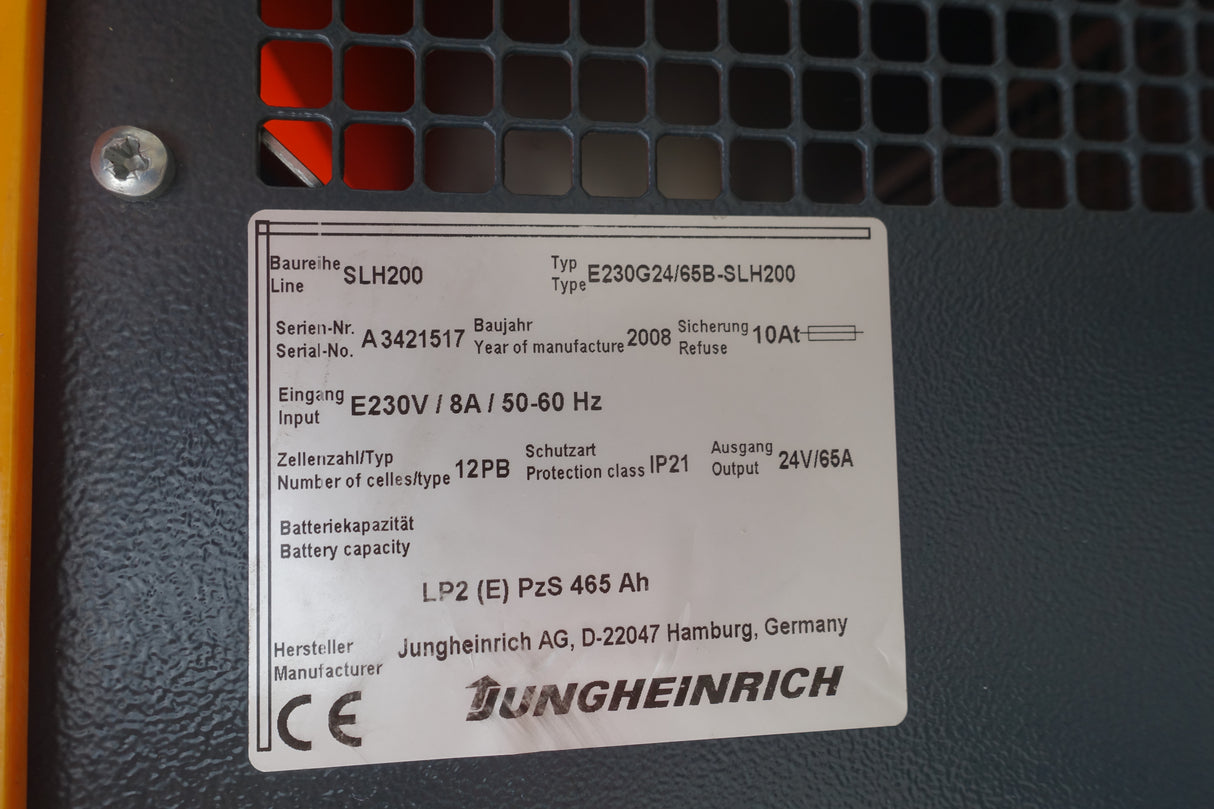 Baureihe SLH200 Typ E230G24/65B-SLH200
Line Type
Serien-Nr. A3421517 Baujahr 2008 Sicherung 10At
Serial-No. Year of manufacture Refuse
Eingang E230V / 8A / 50-60 Hz
Input
Zellenzahl/Typ 12PB Schutzart IP21 Ausgang 24V/65A
Number of celles/type Protection class Output
Batteriekapazität
Battery capacity
LP2 (E) PzS 465 Ah
Hersteller Jungheinrich AG, D-22047 Hamburg, Germany
Manufacturer
CE JUNGHEINRICH